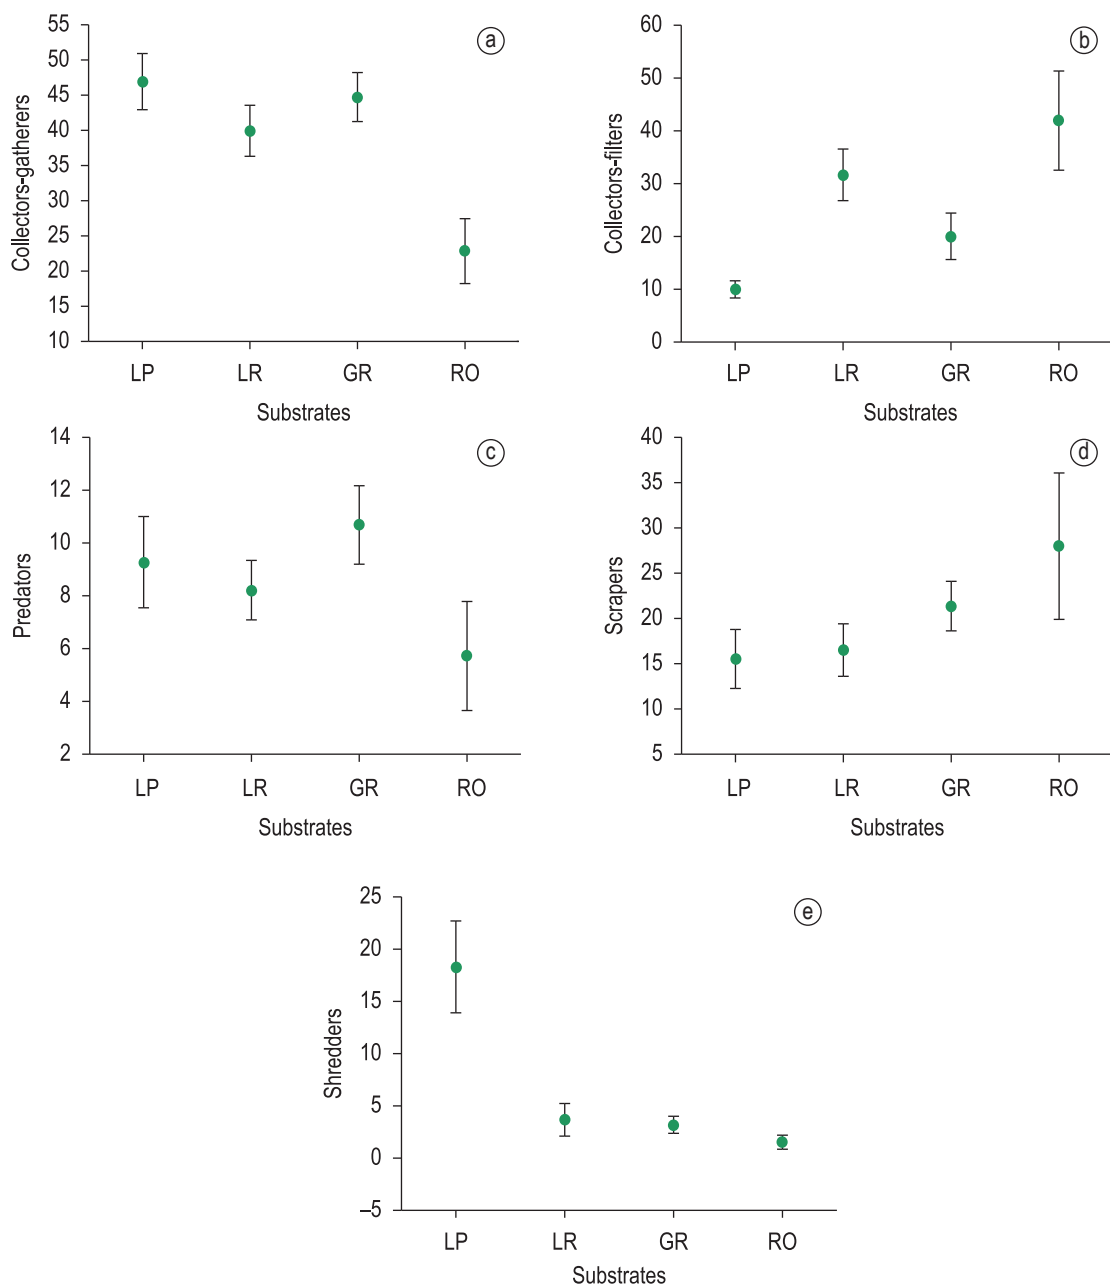 55
50
45
40
35
30
25
20
15
10
Collectors-gatherers
a
LP LR GR RO
Substrates
60
50
40
30
20
10
0
Collectors-filters
b
LP LR GR RO
Substrates
14
12
10
8
6
4
2
Predators
c
LP LR GR RO
Substrates
40
35
30
25
20
15
10
5
Scrapers
d
LP LR GR RO
Substrates
25
20
15
10
5
0
–5
Shredders
e
LP LR GR RO
Substrates